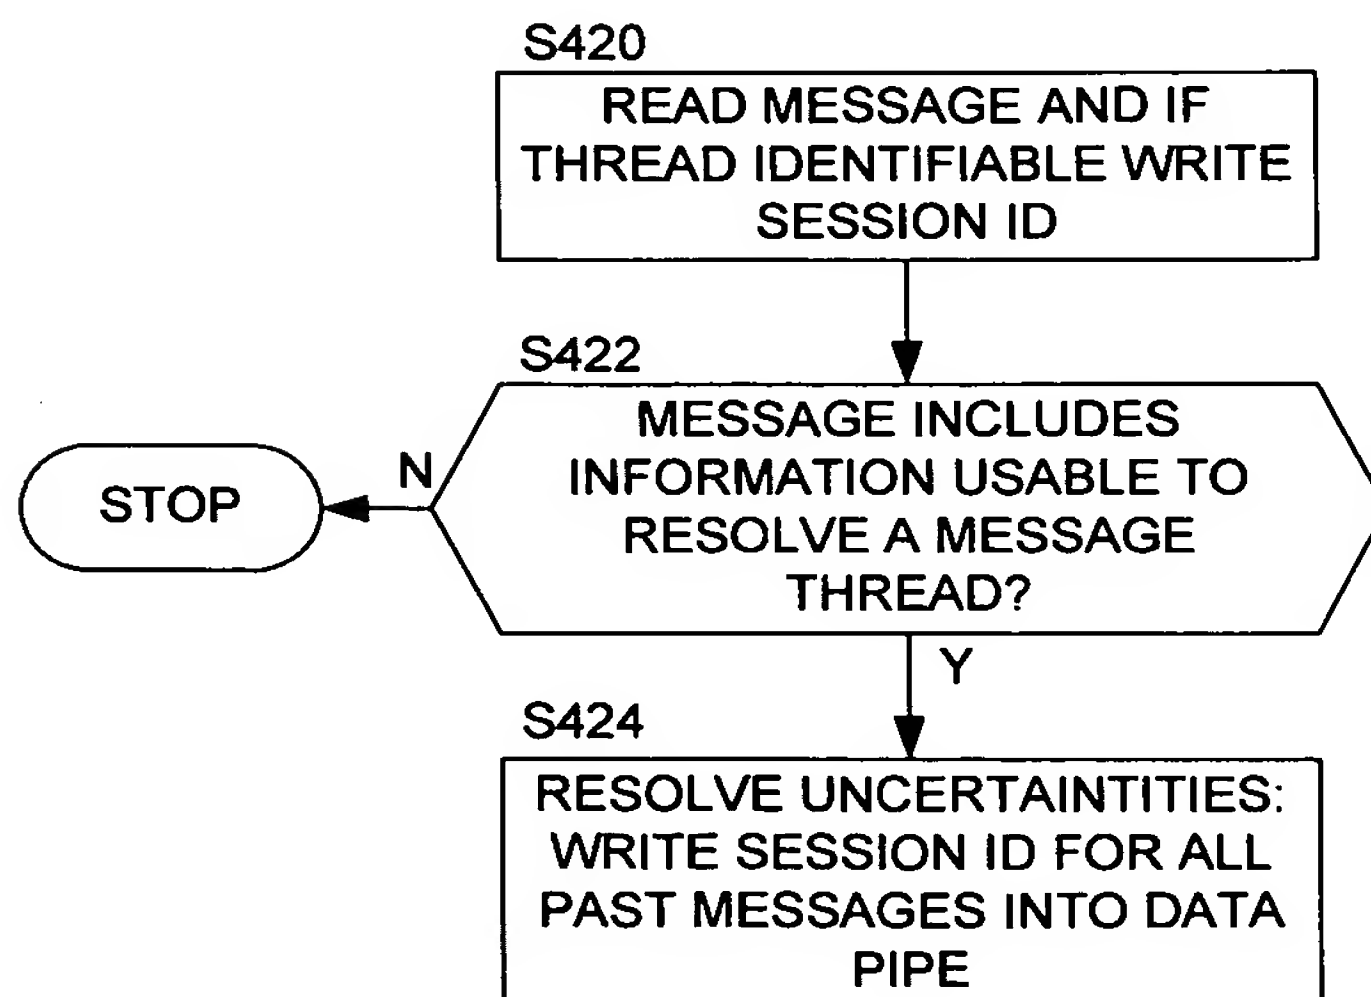 S420
READ MESSAGE AND IF
THREAD IDENTIFIABLE WRITE
SESSION ID
S422
MESSAGE INCLUDES
INFORMATION USABLE TO
RESOLVE A MESSAGE
THREAD?
N
STOP
Y
S424
RESOLVE UNCERTAINTITIES:
WRITE SESSION ID FOR ALL
PAST MESSAGES INTO DATA
PIPE